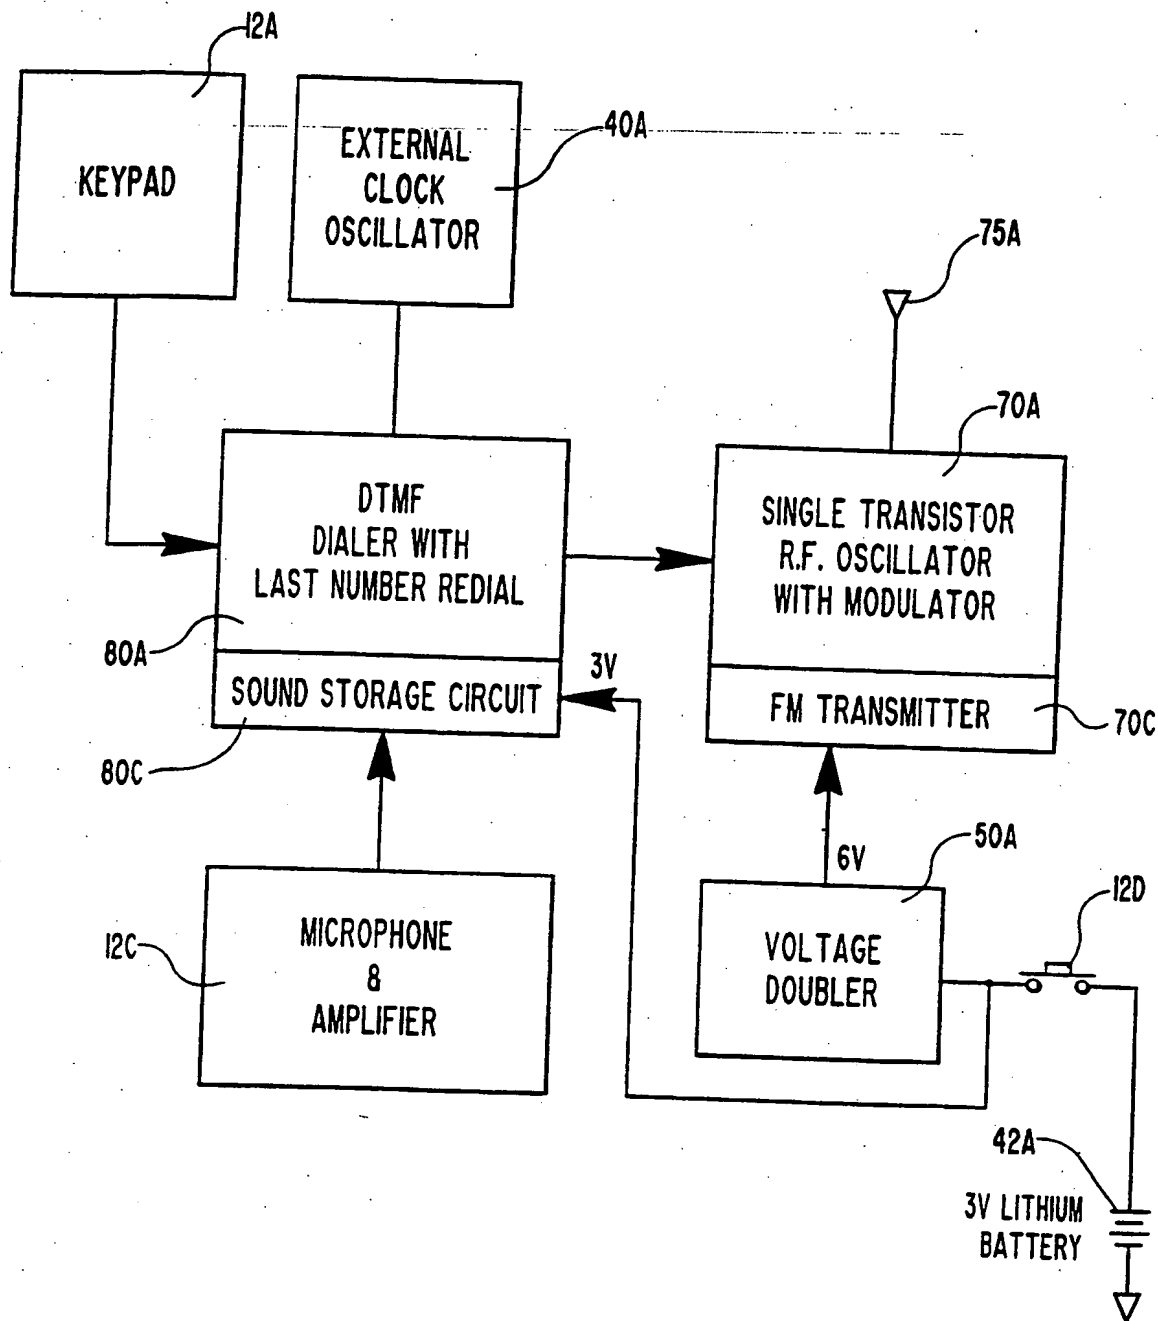 12A
KEYPAD
EXTERNAL
CLOCK
OSCILLATOR
40A
75A
70A
DTMF
DIALER WITH
LAST NUMBER REDIAL
80A
SOUND STORAGE CIRCUIT
80C
3V
SINGLE TRANSISTOR
R.F. OSCILLATOR
WITH MODULATOR
FM TRANSMITTER
70C
6V
50A
12D
12C
MICROPHONE
&
AMPLIFIER
VOLTAGE
DOUBLER
42A
3V LITHIUM
BATTERY